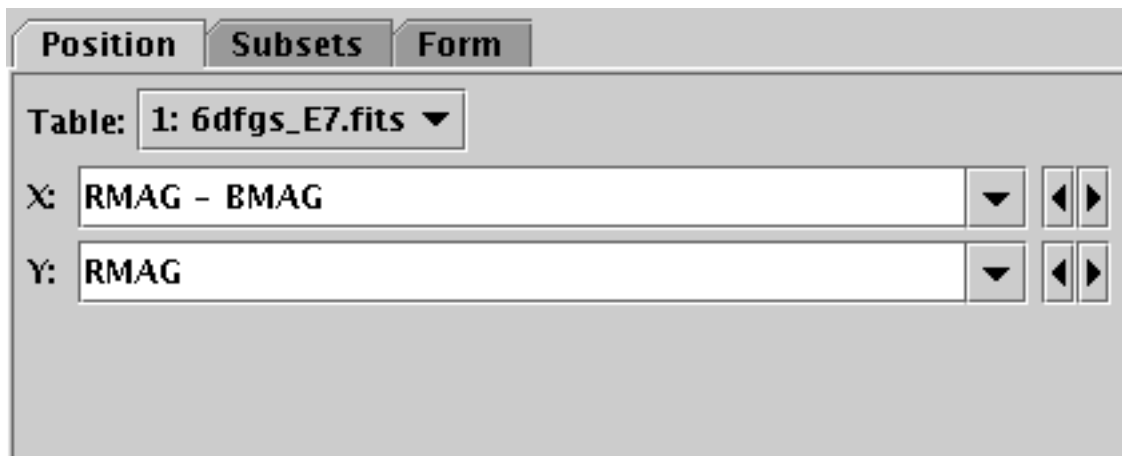 Position Subsets Form
Table: 1: 6dfgs_E7.fits
X: RMAG - BMAG
Y: RMAG